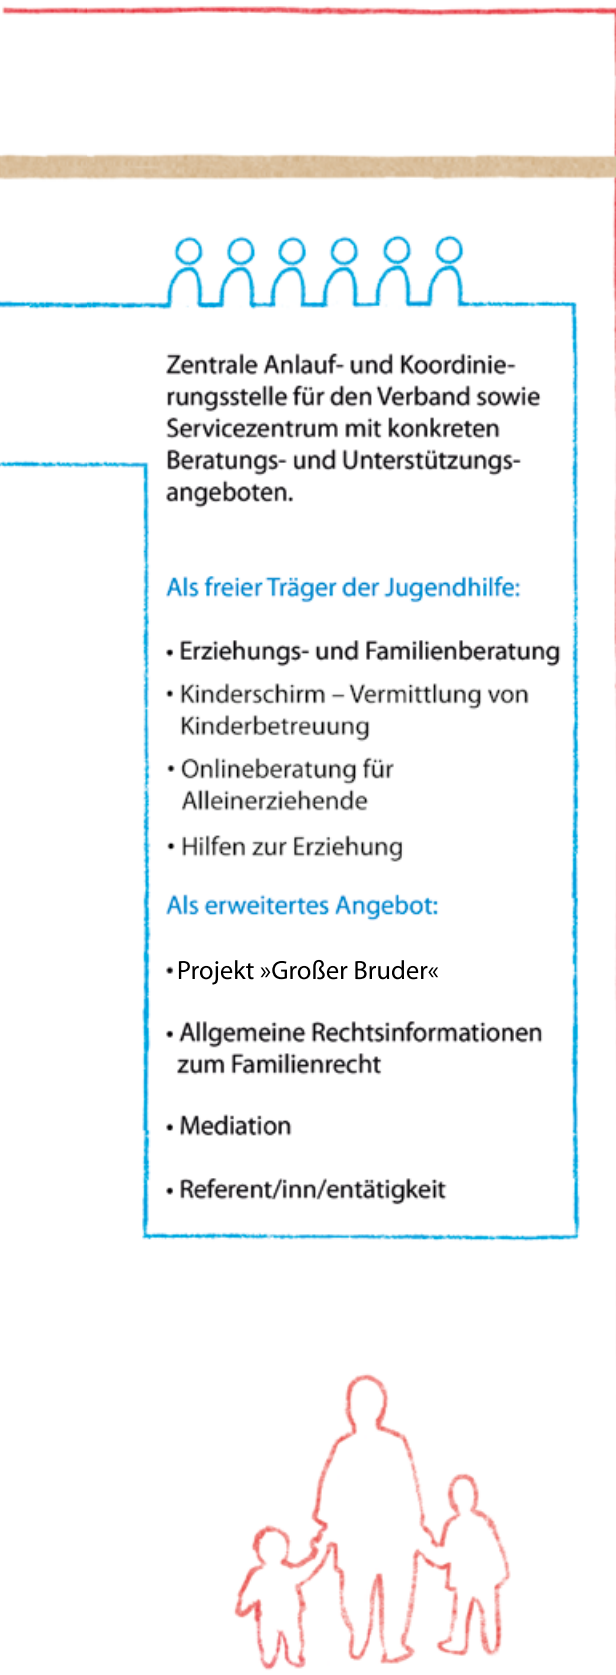 Zentrale Anlauf- und Koordinie-
rungsstelle für den Verband sowie
Servicezentrum mit konkreten
Beratungs- und Unterstützungs-
angeboten.
Als freier Träger der Jugendhilfe:
• Erziehungs- und Familienberatung
• Kinderschirm – Vermittlung von
Kinderbetreuung
• Onlineberatung für
Alleinerziehende
• Hilfen zur Erziehung
Als erweitertes Angebot:
• Projekt »Großer Bruder«
• Allgemeine Rechtsinformationen
zum Familienrecht
• Mediation
• Referent/inn/entätigkeit